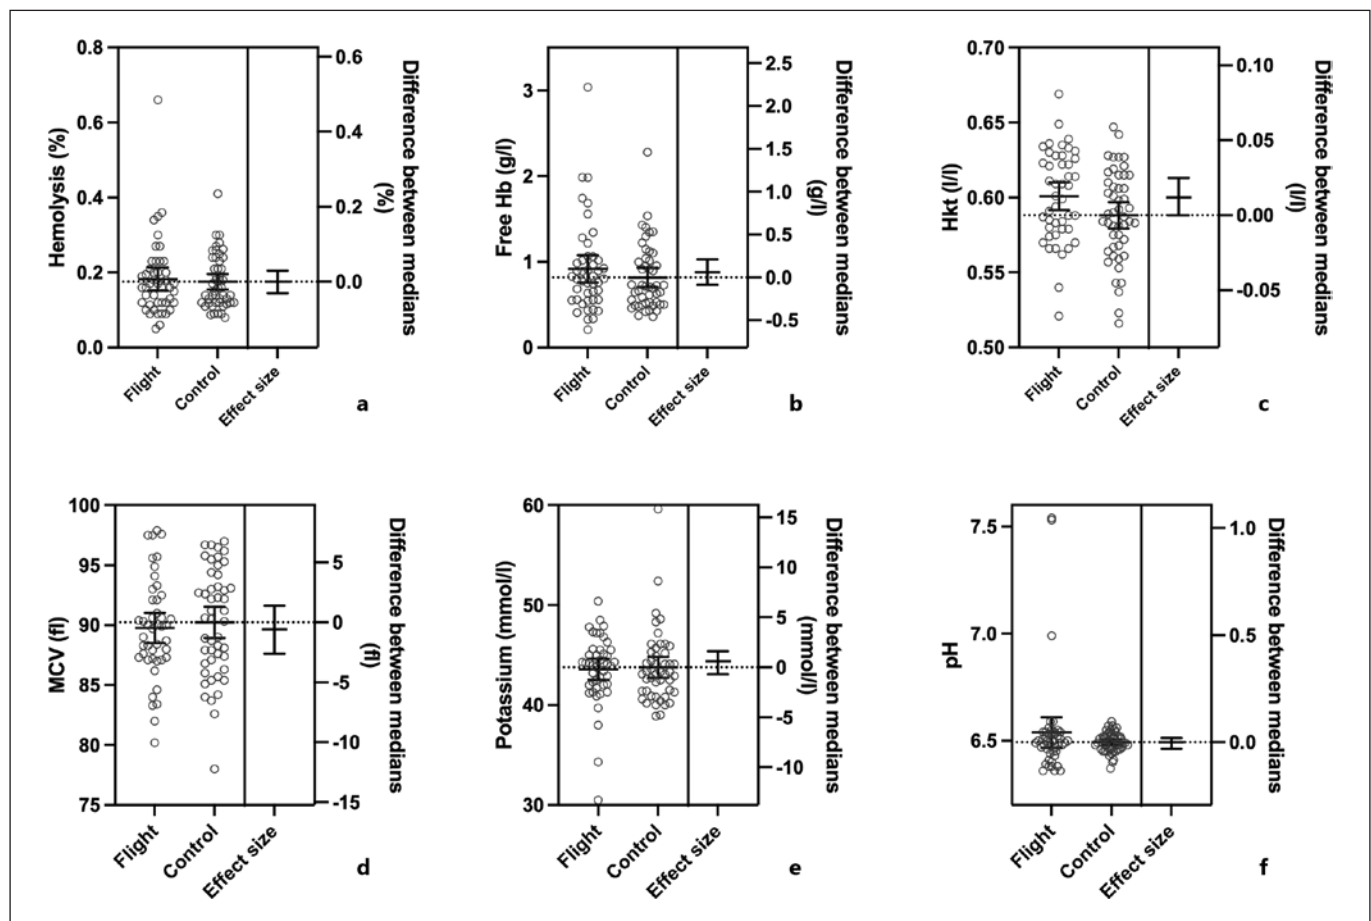 0.8
0.6
0.4
0.2
0.0
Hemolysis (%)
0.6
0.4
0.2
0.0
Difference between medians
(%)
Flight
Control
Effect size
a
3
2
1
0
Free Hb (g/l)
2.5
2.0
1.5
1.0
0.5
0.0
-0.5
Difference between medians
(g/l)
Flight
Control
Effect size
b
0.70
0.65
0.60
0.55
0.50
Hkt (l/l)
0.10
0.05
0.00
-0.05
Difference between medians
(l/l)
Flight
Control
Effect size
c
100
95
90
85
80
75
MCV (fl)
5
0
-5
-10
-15
Difference between medians
(fl)
Flight
Control
Effect size
d
60
50
40
30
Potassium (mmol/l)
15
10
5
0
-5
-10
Difference between medians
(mmol/l)
Flight
Control
Effect size
e
7.5
7.0
6.5
pH
1.0
0.5
0.0
Difference between medians
Flight
Control
Effect size
f